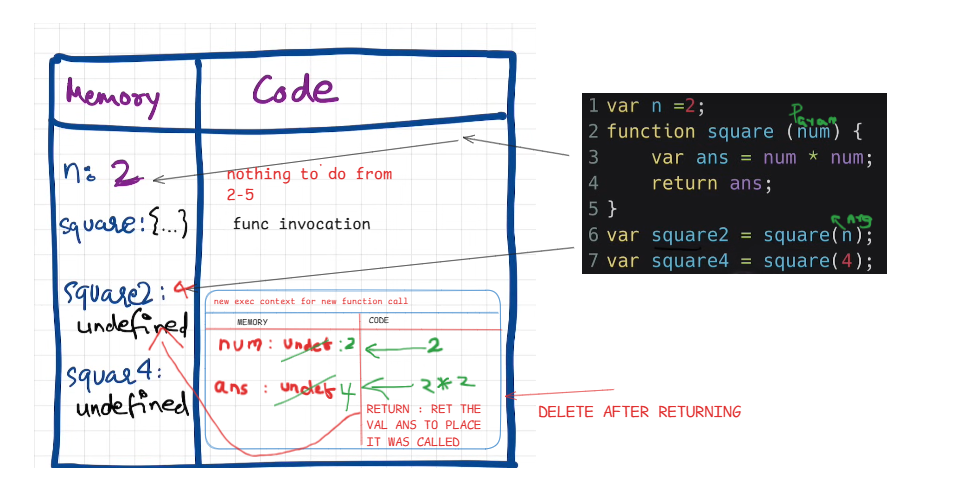 Memory
Code
n: 2
nothing to do from
2-5
square:{...}
func invocation
square2: 4
undefined
squar4:
undefined
new exec context for new function call
MEMORY
CODE
num: undef :2
2
ans : undef 4
2*2
RETURN : RET THE
VAL ANS TO PLACE
IT WAS CALLED
DELETE AFTER RETURNING
1 var n =2;
Param
2 function square (num) {
3 var ans = num * num;
4 return ans;
5 }
Arg
6 var square2 = square(n);
7 var square4 = square(4);